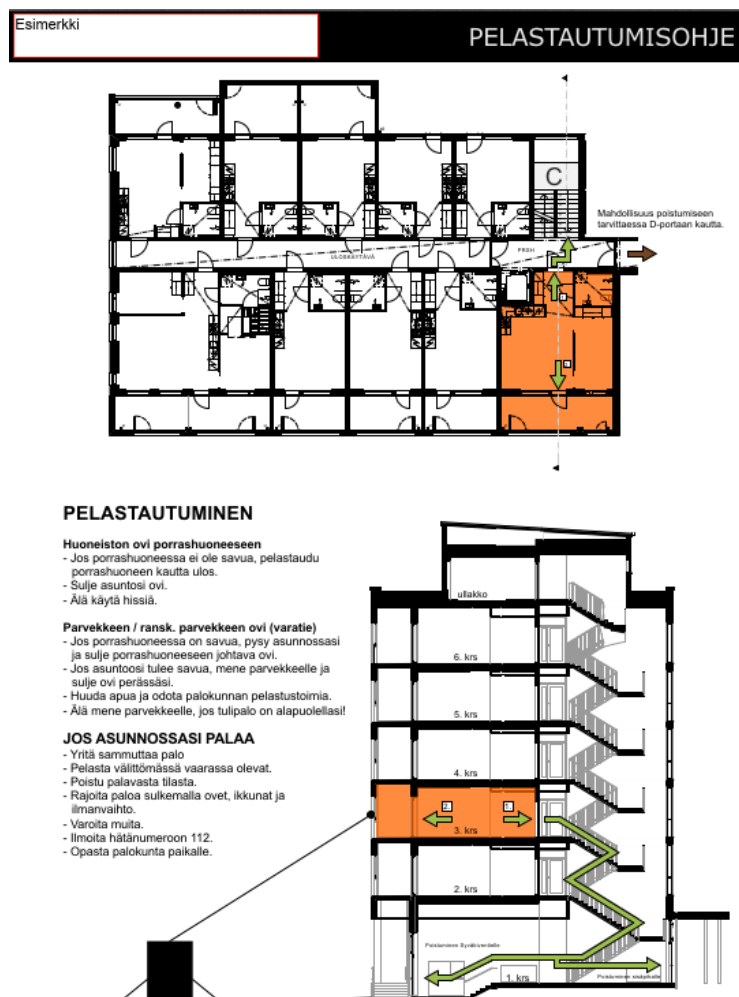 Esimerkki
PELASTAUTUMISOHJE
C
Mahdollisuus poistumiseen
tarvittaessa D-portaan kautta.
ULOSKÄYTÄVÄ
PRSH
PELASTAUTUMINEN
Huoneiston ovi porrashuoneeseen
- Jos porrashuoneessa ei ole savua, pelastaudu
porrashuoneen kautta ulos.
- Sulje asuntosi ovi.
- Älä käytä hissiä.
Parvekkeen / ransk. parvekkeen ovi (varatie)
- Jos porrashuoneessa on savua, pysy asunnossasi
ja sulje porrashuoneeseen johtava ovi.
- Jos asuntoosi tulee savua, mene parvekkeelle ja
sulje ovi perässäsi.
- Huuda apua ja odota palokunnan pelastustoimia.
- Älä mene parvekkeelle, jos tulipalo on alapuolellasi!
JOS ASUNNOSSASI PALAA
- Yritä sammuttaa palo
- Pelasta välittömässä vaarassa olevat.
- Poistu palavasta tilasta.
- Rajoita paloa sulkemalla ovet, ikkunat ja
ilmanvaihto.
- Varoita muita.
- Ilmoita hätänumeroon 112.
- Opasta palokunta paikalle.
ullakko
6. krs
5. krs
4. krs
3. krs
2. krs
Poistuminen
1. krs
Poistuminen sisäpihalle